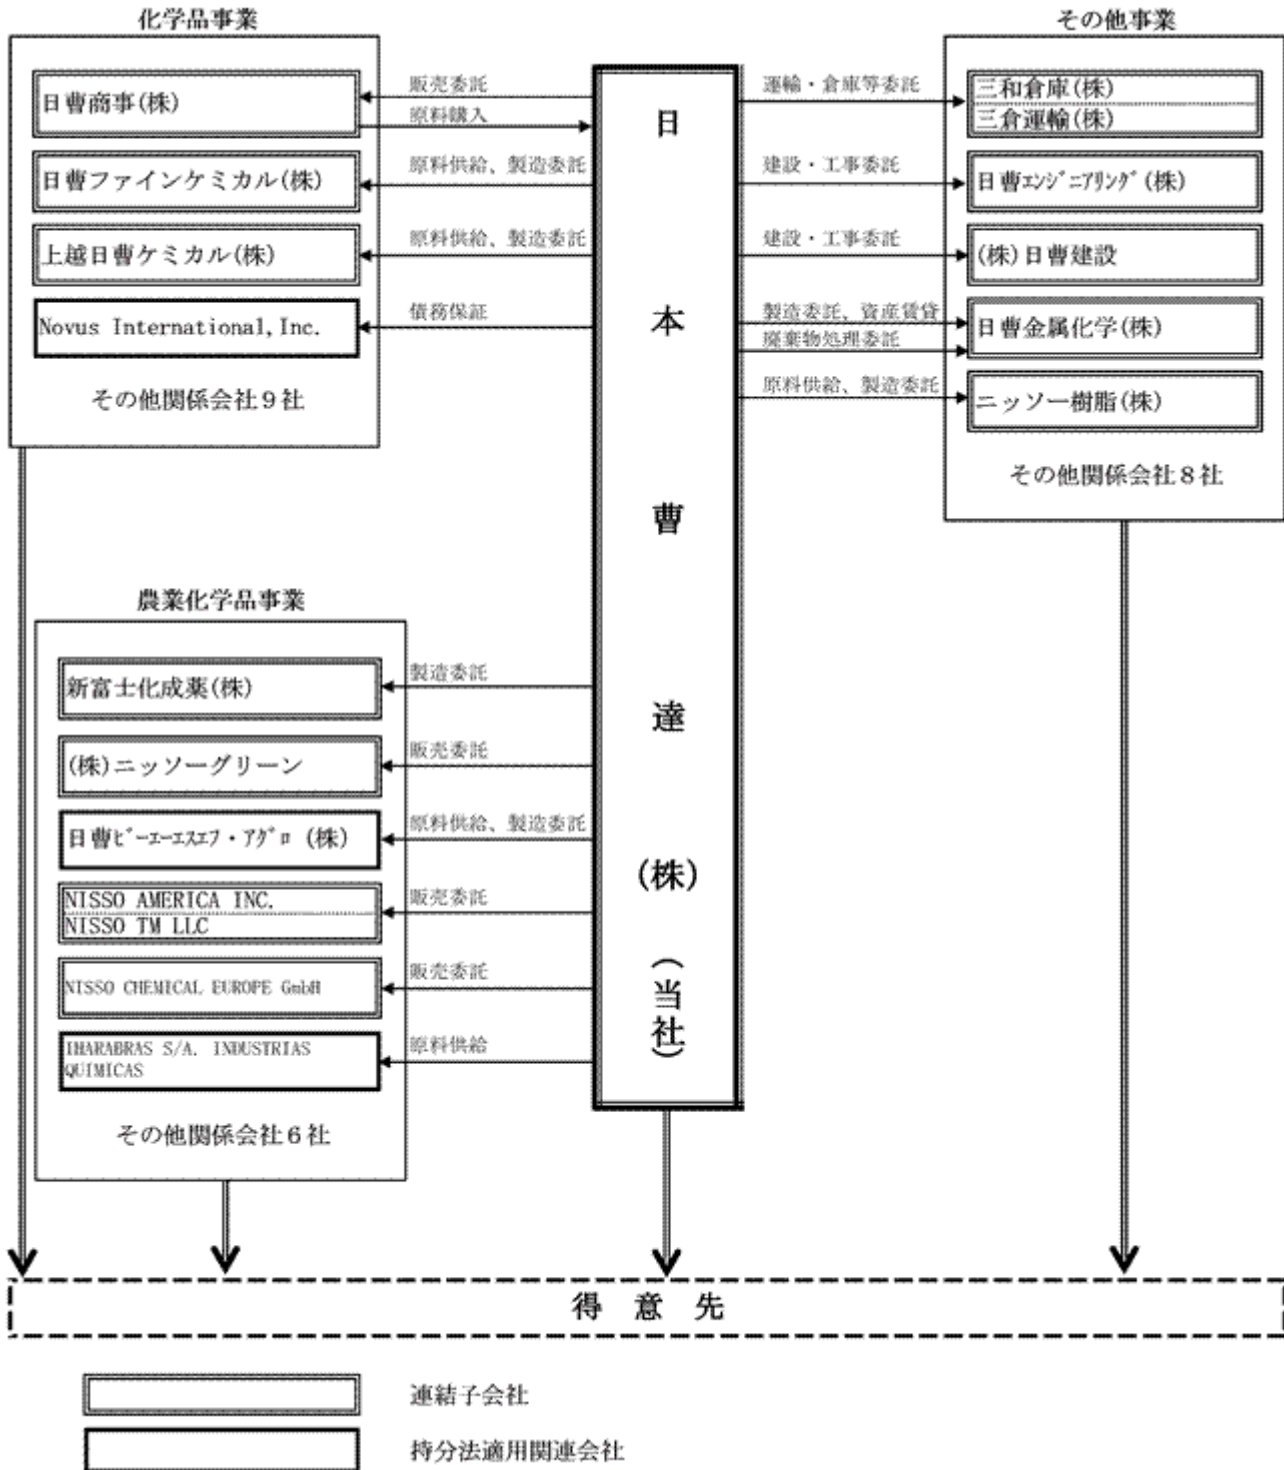 化学品事業
日曹商事(株)
日曹ファインケミカル(株)
上越日曹ケミカル(株)
Novus International,Inc.
その他関係会社９社
販売委託
原料購入
原料供給、製造委託
原料供給、製造委託
債務保証
農業化学品事業
新富士化成薬(株)
(株)ニッソーグリーン
日曹ﾋﾞｰｴｰｴｽｴﾌ・ｱｸﾞﾛ (株)
NISSO AMERICA INC.
NISSO TM LLC
NISSO CHEMICAL EUROPE GmbH
IHARABRAS S/A. INDUSTRIAS
QUIMICAS
その他関係会社６社
製造委託
販売委託
原料供給、製造委託
販売委託
販売委託
原料供給
日本曹達(株)(当社)
その他事業
運輸・倉庫等委託
建設・工事委託
建設・工事委託
製造委託、資産賃貸
廃棄物処理委託
原料供給、製造委託
三和倉庫(株)
三倉運輸(株)
日曹ｴﾝｼﾞﾆｱﾘﾝｸﾞ(株)
(株)日曹建設
日曹金属化学(株)
ニッソー樹脂(株)
その他関係会社８社
得意先
連結子会社
持分法適用関連会社